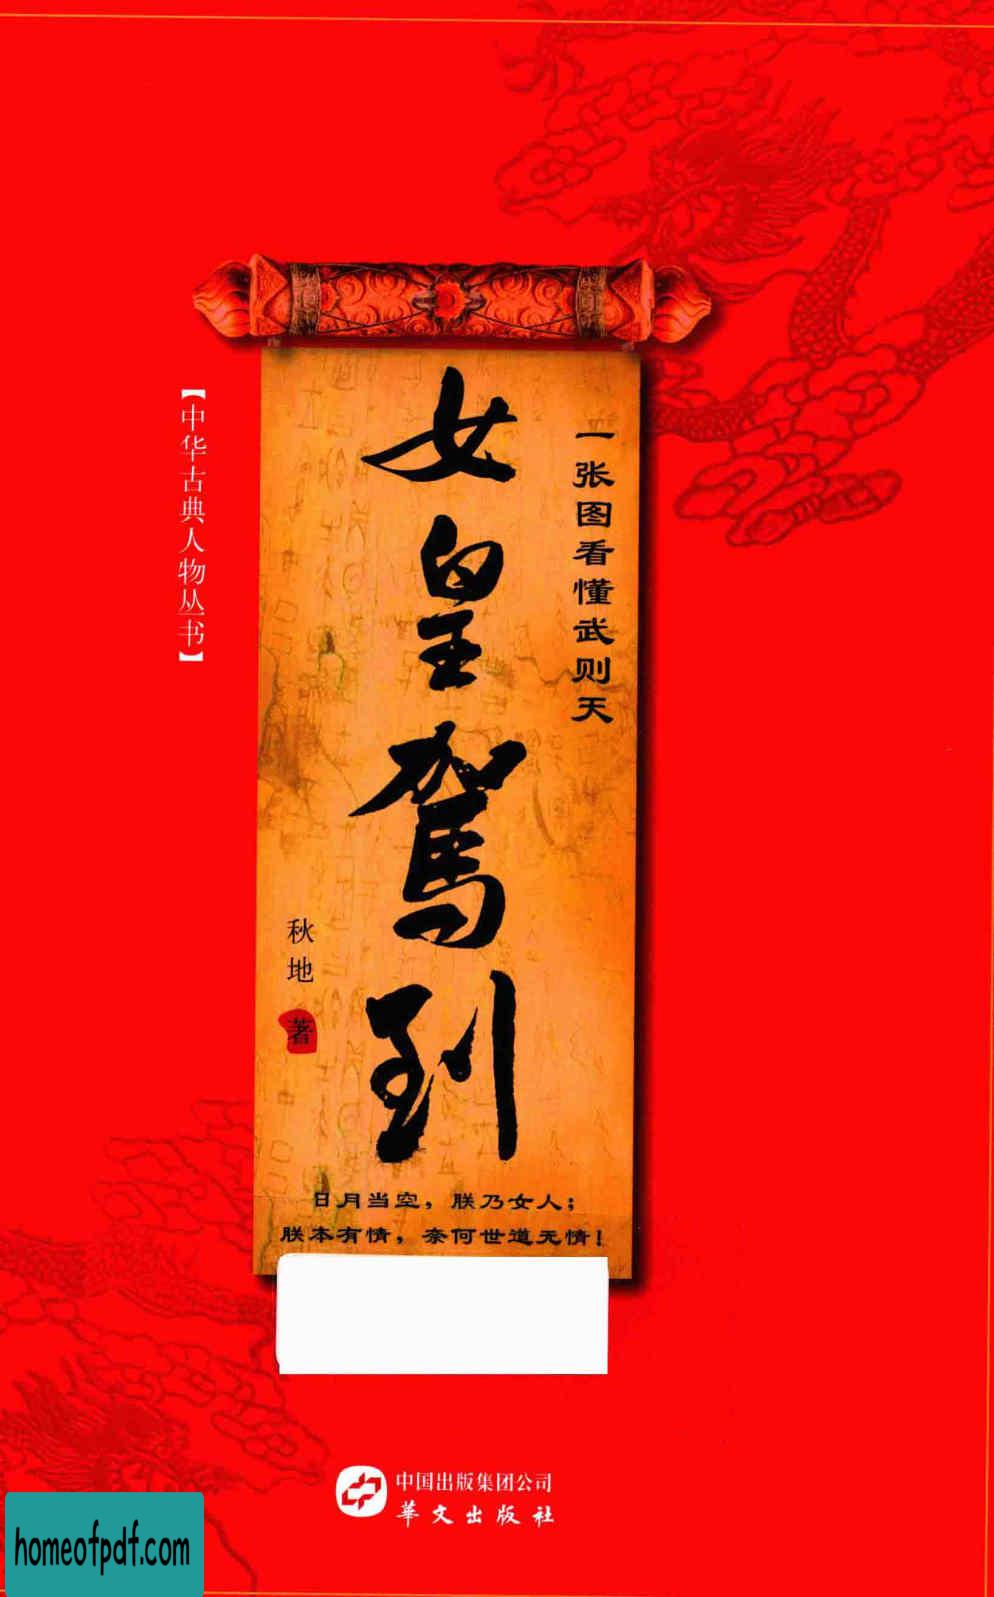 【中华古典人物丛书】
一张图看懂武则天
女皇驾到
秋地
著
日月当空，朕乃女人；
朕本有情，奈何世道无情！
中国出版集团公司
華文出版社
homeofpdf.com